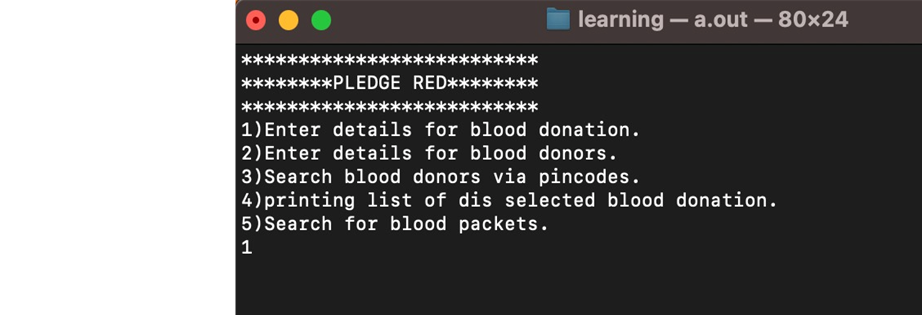 learning — a.out — 80×24
**************************
********PLEDGE RED********
**************************
1)Enter details for blood donation.
2)Enter details for blood donors.
3)Search blood donors via pincodes.
4)printing list of dis selected blood donation.
5)Search for blood packets.
1